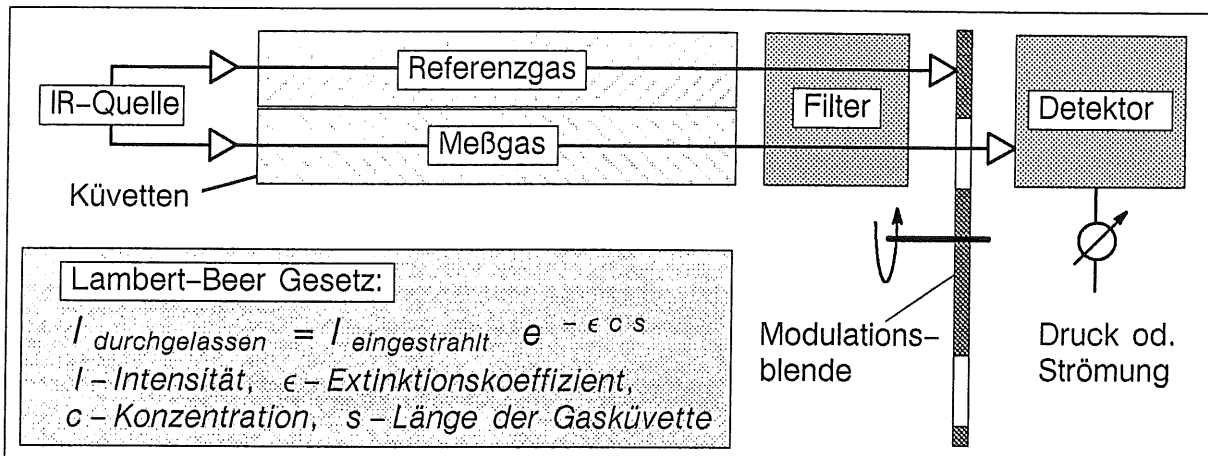 Referenzgas
IR-Quelle
Filter
Detektor
Meßgas
Küvetten
Lambert-Beer Gesetz:
I durchgelassen = I eingestrahlt e - ϵ c s
I - Intensität, ϵ - Extinktionskoeffizient,
c - Konzentration, s - Länge der Gasküvette
Modulations-
blende
Druck od.
Strömung